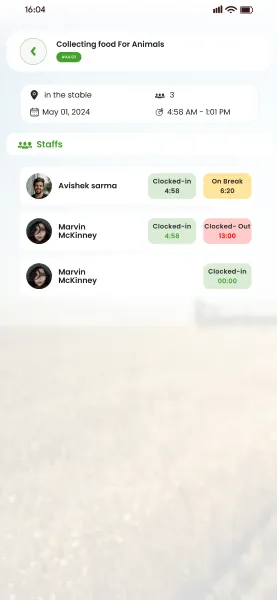 16:04
Collecting food For Animals
in the stable
3
May 01, 2024
4:58 AM - 1:01 PM
Staffs
Avishek sarma
Clocked-in
4:58
On Break
6:20
Marvin
McKinney
Clocked-in
4:58
Clocked- Out
13:00
Marvin
McKinney
Clocked-in
00:00